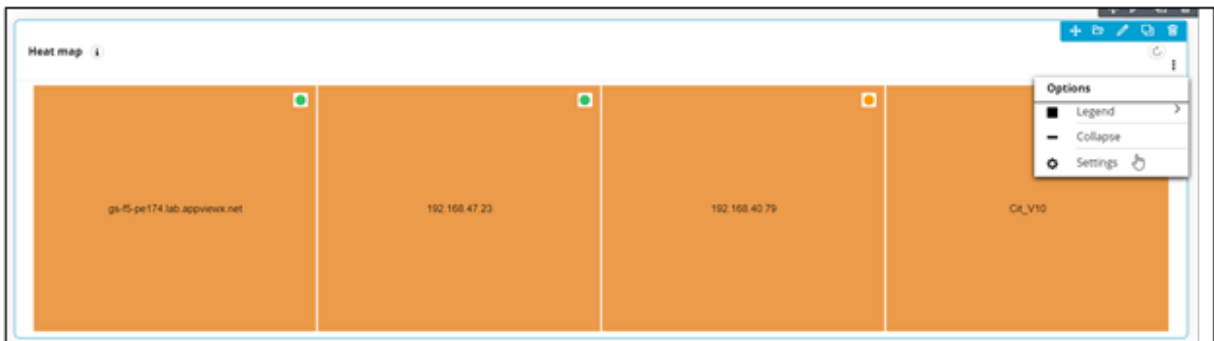 Heat map i
Options
Legend
Collapse
Settings
gs-f5-pe174.lab.appviewx.net
192.168.47.23
192.168.40.79
Cit_V10